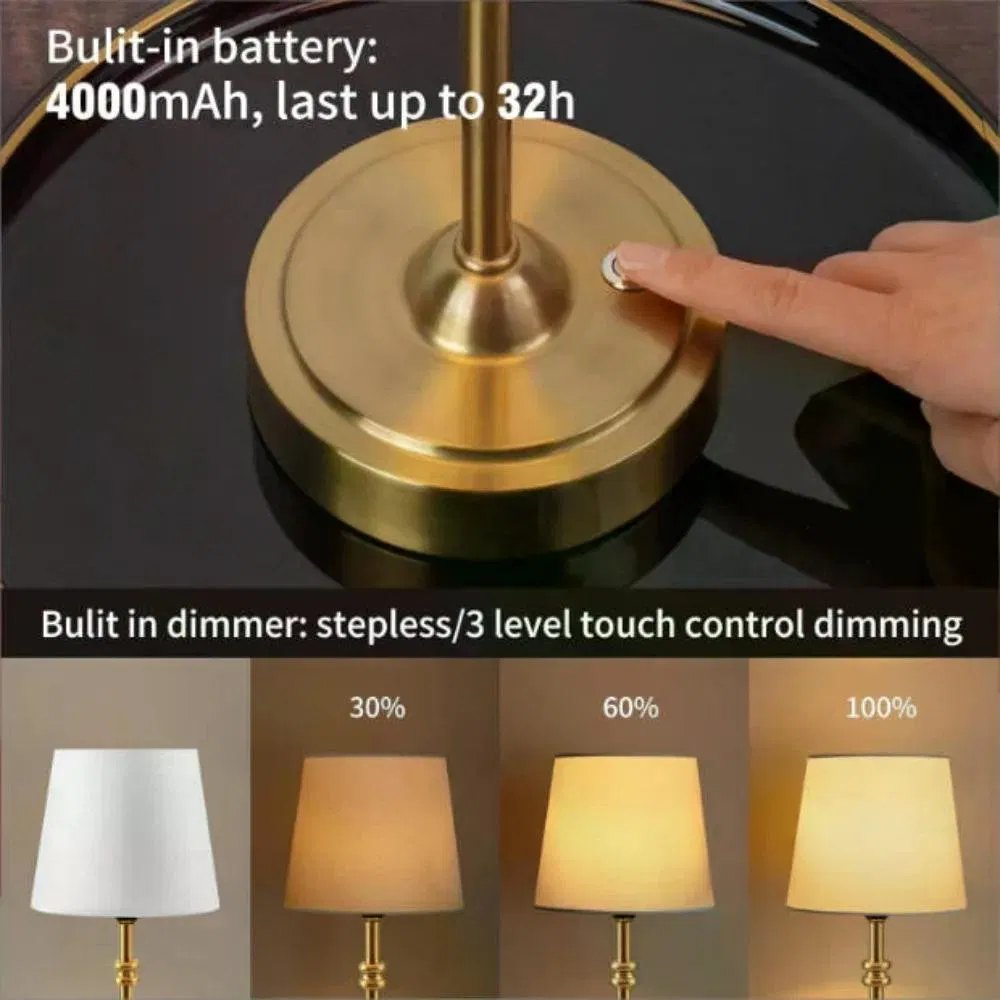 Bulit-in battery:
4000mAh, last up to 32h
Bulit in dimmer: stepless/3 level touch control dimming
30%
60%
100%